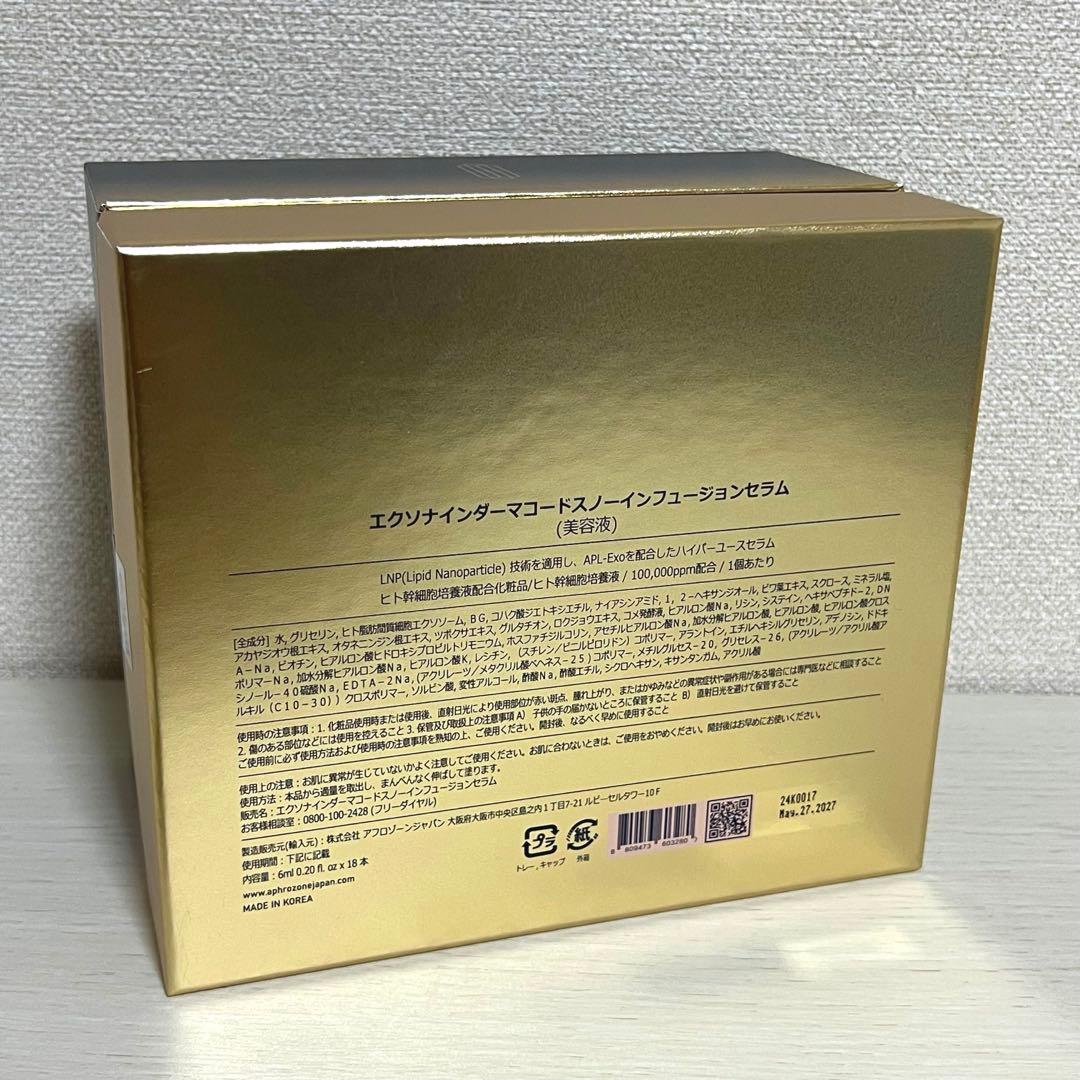 エクソナインダーマコードスノーインフュージョンセラム
(美容液)
LNP(Lipid Nanoparticle) 技術を適用し、APL-Exoを配合したハイパーユースセラム
ヒト幹細胞培養液配合化粧品/ヒト幹細胞培養液 / 100,000ppm配合 / 1個あたり
[全成分] 水, グリセリン, ヒト脂肪間質細胞エクソソーム, BG, コハク酸ジエトキシエチル, ナイアシンアミド, 1, 2-ヘキサンジオール, ビワ葉エキス, スクロース, ミネラル塩,
アカヤジオウ根エキス, オタネニンジン根エキス, ツボクサエキス, グルタチオン, ロクジョウエキス, コメ発酵液, ヒアルロン酸Na, リシン, システイン, ヘキサペプチド-2, DN
A-Na, ビオチン, ヒアルロン酸ヒドロキシプロピルトリモニウム, ホスファチジルコリン, アセチルヒアルロン酸Na, 加水分解ヒアルロン酸, ヒアルロン酸, ヒアルロン酸クロス
ポリマーNa, 加水分解ヒアルロン酸Na, ヒアルロン酸K, レシチン, (スチレン/ビニルピロリドン) コポリマー, アラントイン, エチルヘキシルグリセリン, アデノシン, ドドキ
シノール-40硫酸Na, EDTA-2Na, (アクリレーツ/メタクリル酸ベヘネス-25) コポリマー, メチルグルセス-20, グリセレス-26, (アクリレーツ/アクリル酸ア
ルキル (C10-30)) クロスポリマー, ソルビン酸, 変性アルコール, 酢酸Na, 酢酸エチル, シクロヘキサン, キサンタンガム, アクリル酸
使用時の注意事項 : 1. 化粧品使用時または使用後、直射日光により使用部位が赤い斑点、腫れ上がり、またはかゆみなどの異常症状や副作用がある場合には専門医などに相談すること
2. 傷のある部位などには使用を控えること 3. 保管及び取扱上の注意事項 A) 子供の手の届かないところに保管すること B) 直射日光を避けて保管すること
ご使用前に必ず使用方法および使用時の注意事項を熟知の上、ご使用ください。開封後、なるべく早めに使用すること
使用上の注意 : お肌に異常が生じていないかよく注意してご使用ください。お肌に合わないときは、ご使用をおやめください。開封後はお早めにお使いください。
使用方法 : 本品から適量を取出し、まんべんなく伸ばして塗ります。
販売名 : エクソナインダーマコードスノーインフュージョンセラム
お客様相談室 : 0800-100-2428 (フリーダイヤル)
製造販売元(輸入元) : 株式会社 アフロゾーンジャパン 大阪府大阪市中央区島之内1丁目7-21 ルビーセルタワー10F
使用期間 : 下記に記載
内容量 : 6ml 0.20 fl. oz x 18 本
www.aphrozonejapan.com
MADE IN KOREA
プラ
トレー, キャップ
紙
外箱
8 809473 603280
24K0017
May.27.2027